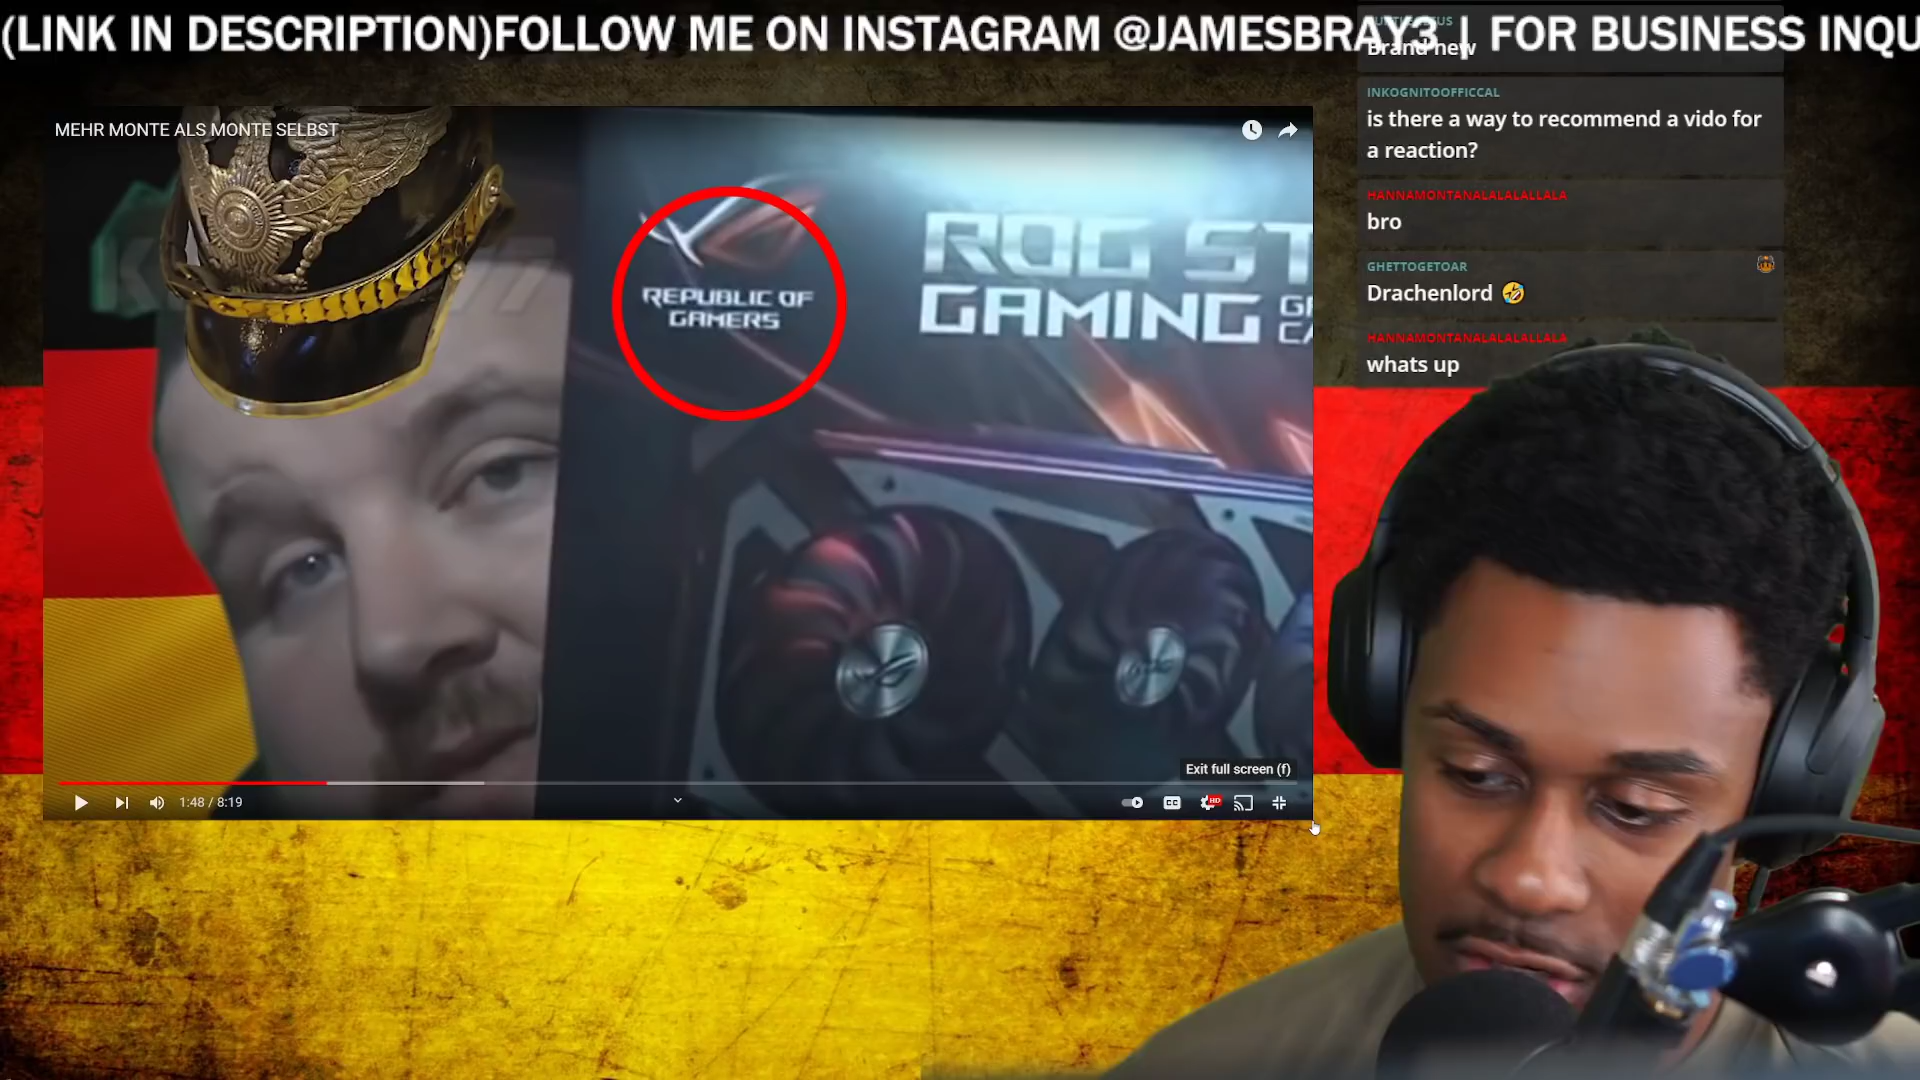 (LINK IN DESCRIPTION)FOLLOW ME ON INSTAGRAM @JAMESBRAY3 | FOR BUSINESS INQU
Brand new
INKOGNITOOFFICCAL
is there a way to recommend a vido for
a reaction?
HANNAMONTANALALALALLALA
bro
GHETTOGETOAR
Drachenlord 🤣
HANNAMONTANALALALALLALA
whats up
MEHR MONTE ALS MONTE SELBST
REPUBLIC OF
GAMERS
ROG ST
GAMING
Exit full screen (f)
1:48 / 8:19
CC
HD